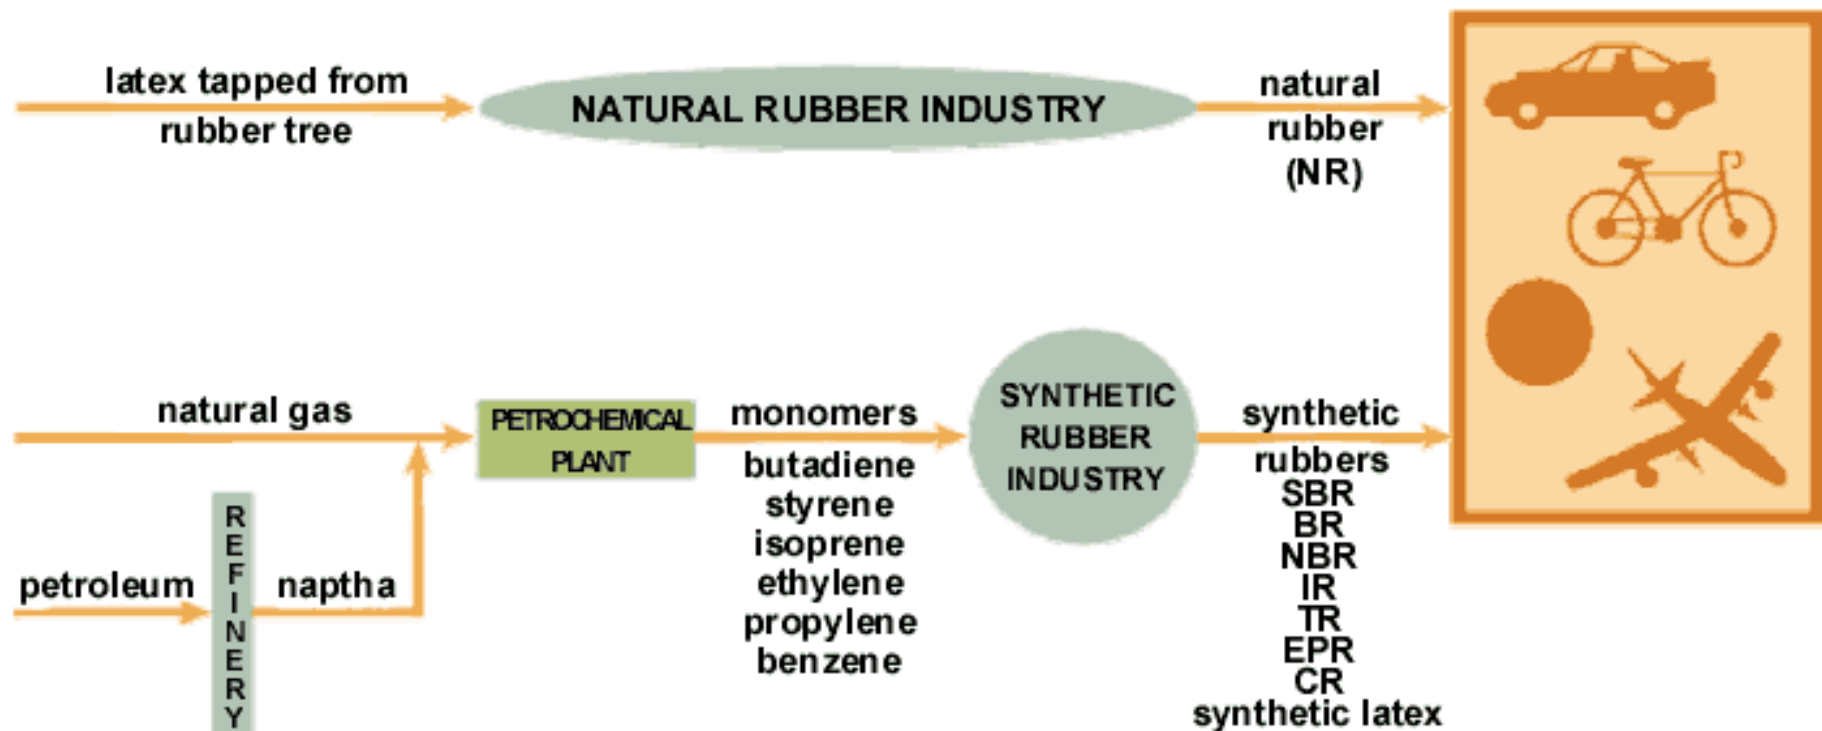 latex tapped from
rubber tree
NATURAL RUBBER INDUSTRY
natural
rubber
(NR)
natural gas
petroleum
REFINERY
naptha
PETROCHEMICAL
PLANT
monomers
butadiene
styrene
isoprene
ethylene
propylene
benzene
SYNTHETIC
RUBBER
INDUSTRY
synthetic
rubbers
SBR
BR
NBR
IR
TR
EPR
CR
synthetic latex